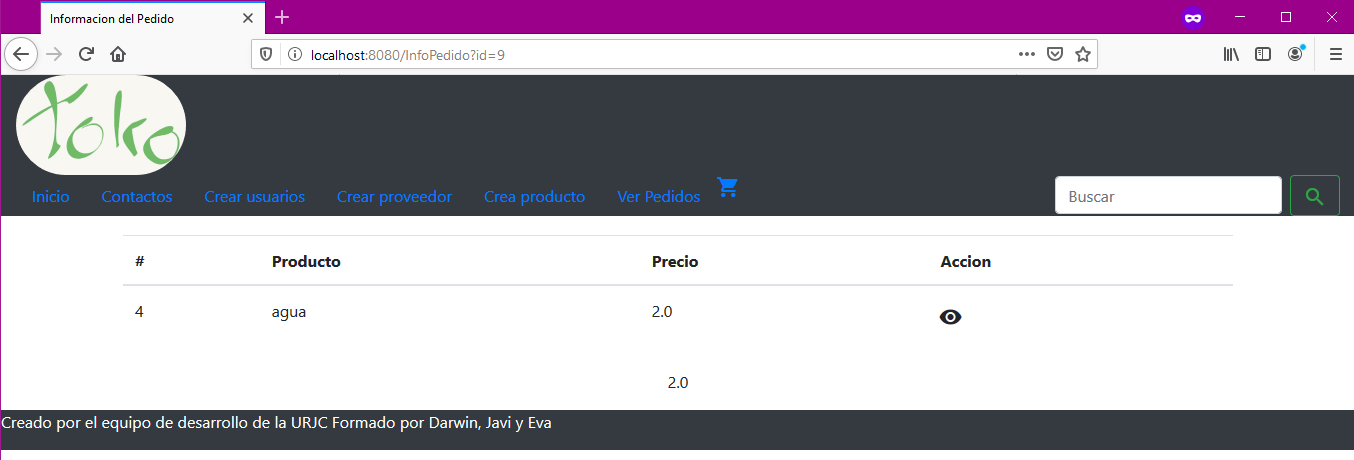 Informacion del Pedido
localhost:8080/InfoPedido?id=9
toko
Inicio Contactos Crear usuarios Crear proveedor Crea producto Ver Pedidos Buscar
# Producto Precio Accion
4 agua 2.0
2.0
Creado por el equipo de desarrollo de la URJC Formado por Darwin, Javi y Eva